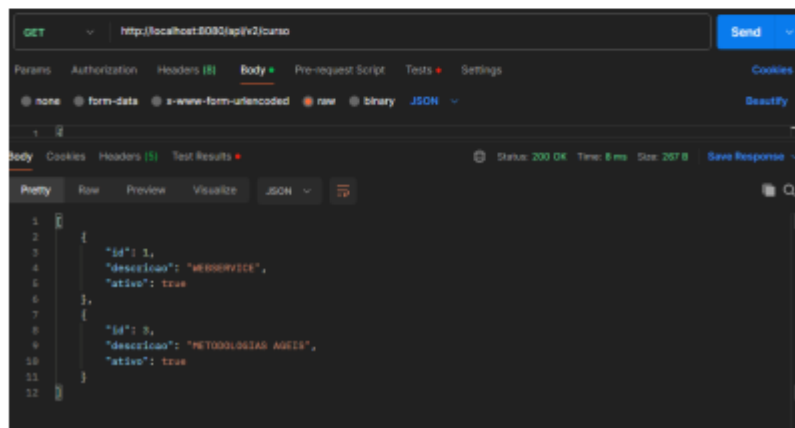 GET http://localhost:8080/api/v2/curso Send
Params Authorization Headers (8) Body Pre-request Script Tests Settings Cookies
none form-data x-www-form-urlencoded raw binary JSON Beautify
1 {
Body Cookies Headers (5) Test Results Status: 200 OK Time: 8 ms Size: 267 B Save Response
Pretty Raw Preview Visualize JSON
1 [
2 {
3 "id": 1,
4 "descricao": "WEBSERVICE",
5 "ativo": true
6 },
7 {
8 "id": 3,
9 "descricao": "METODOLOGIAS AGEIS",
10 "ativo": true
11 }
12 ]